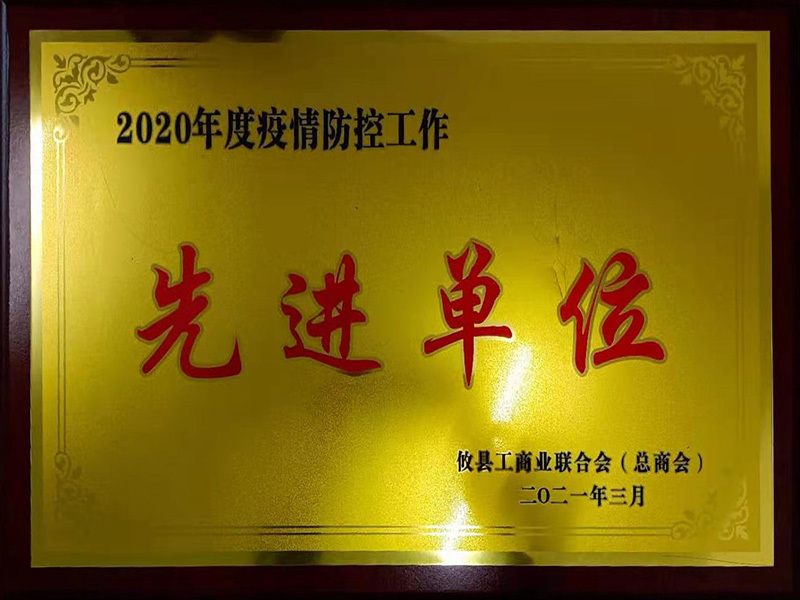 2020年度疫情防控工作
先进单位
攸县工商业联合会（总商会）
二〇二一年三月